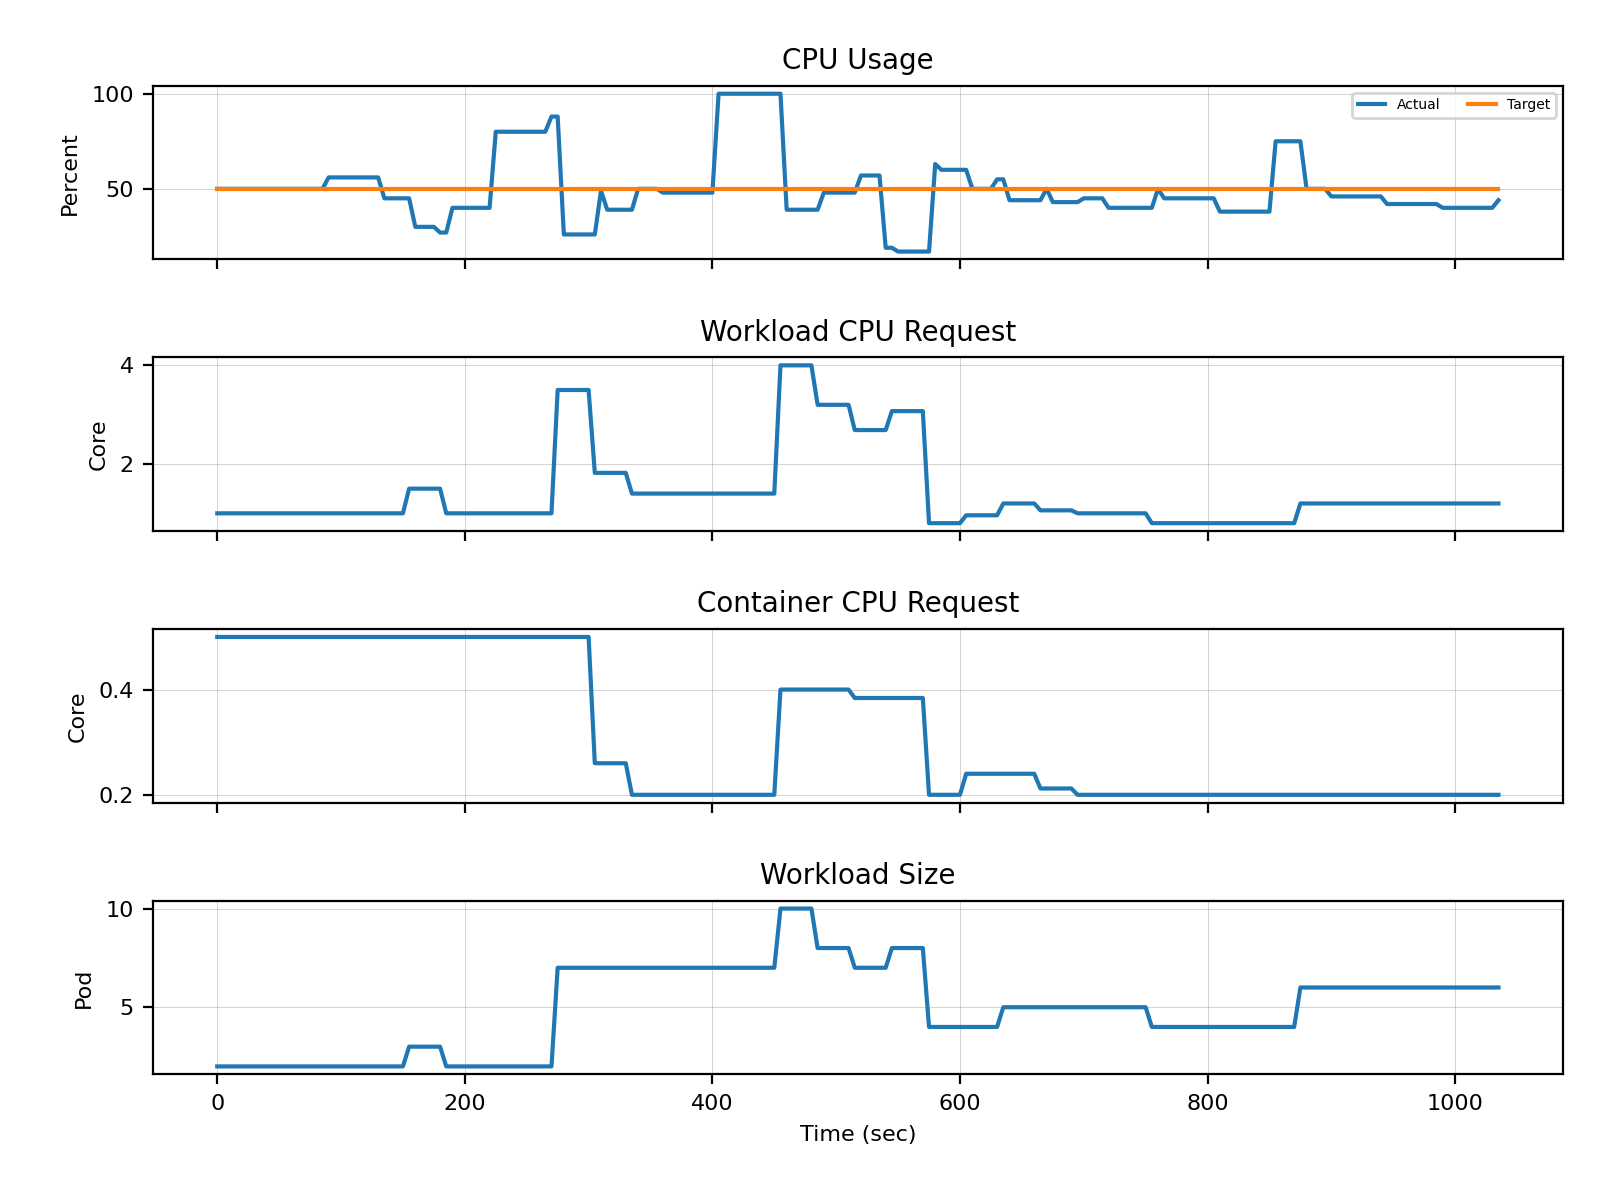 CPU Usage
100
50
Percent
Actual Target
Workload CPU Request
4
2
Core
Container CPU Request
0.4
0.2
Core
Workload Size
10
5
Pod
0 200 400 600 800 1000
Time (sec)